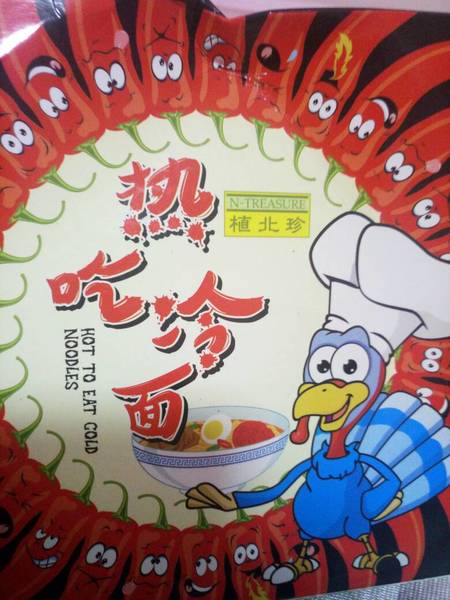 热
吃
冷
面
HOT TO EAT COLD
NOODLES
N-TREASURE
植北珍